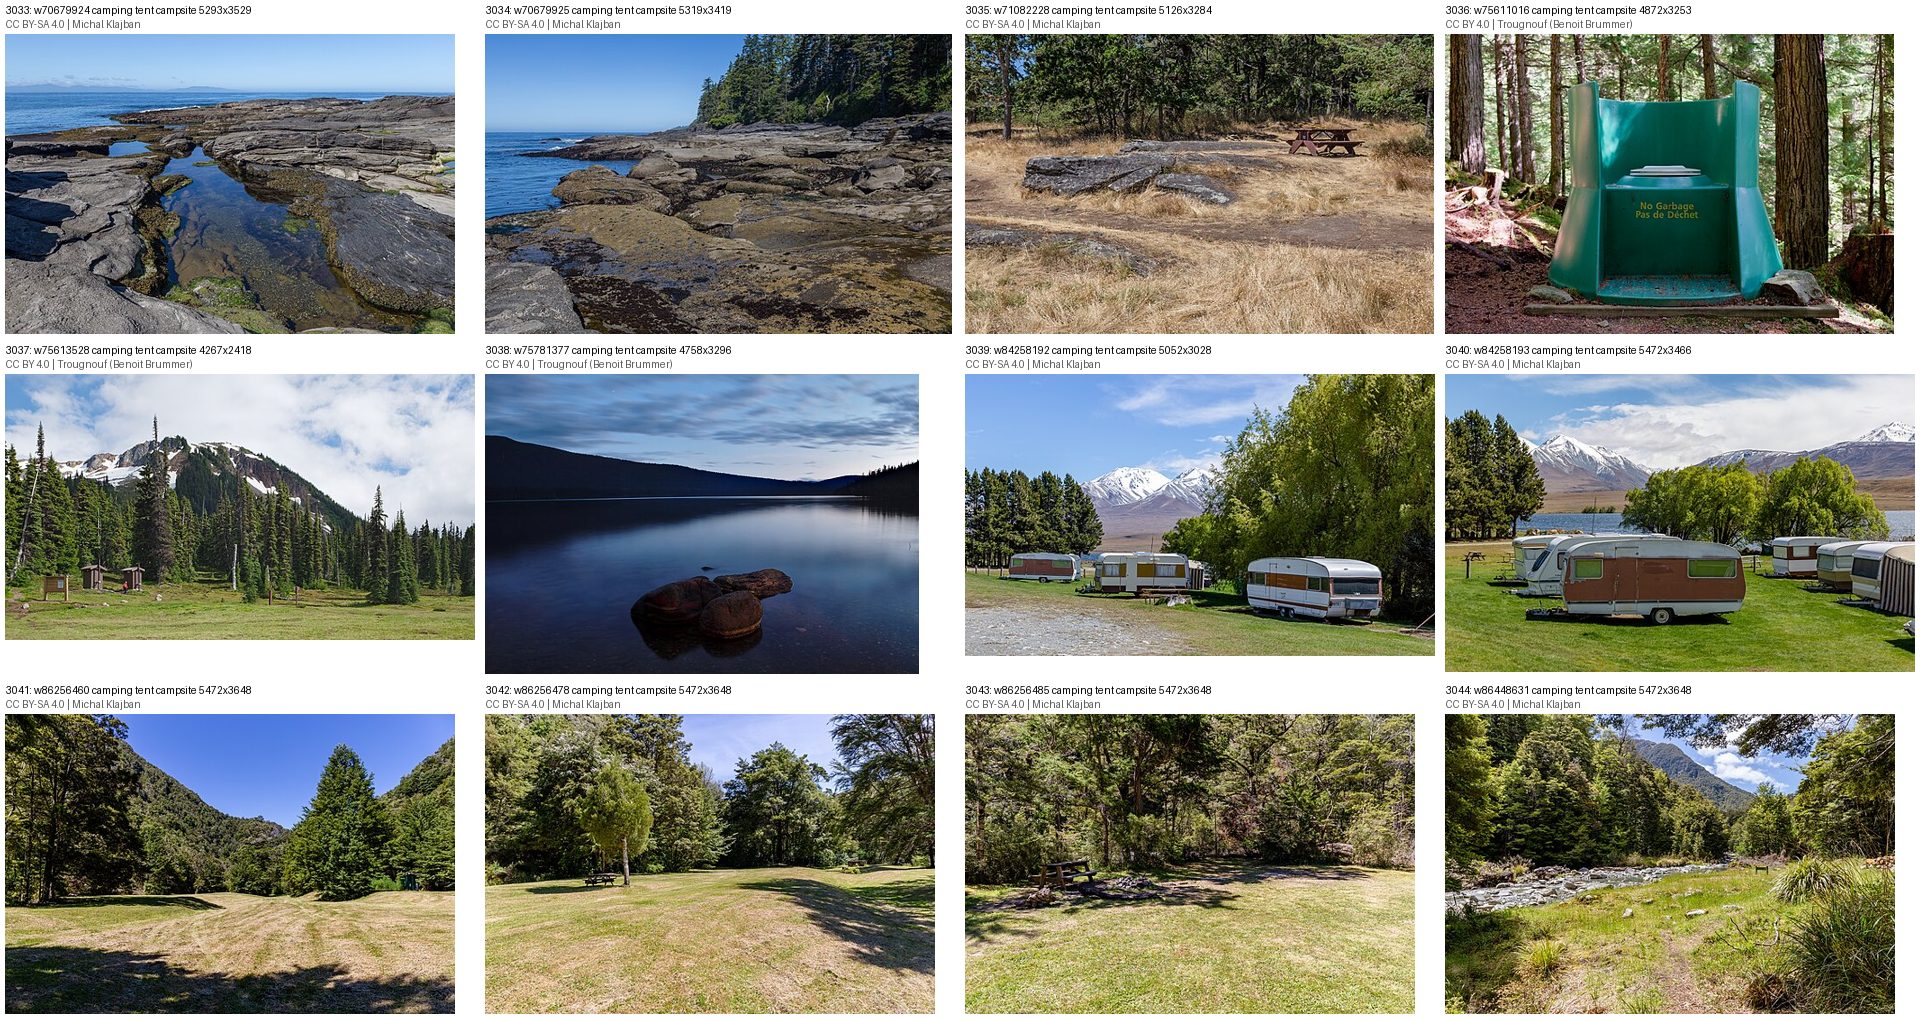 3033: w70679924 camping tent campsite 5293x3529
CC BY-SA 4.0 | Michal Klajban
3034: w70679925 camping tent campsite 5319x3419
CC BY-SA 4.0 | Michal Klajban
3035: w71082228 camping tent campsite 5126x3284
CC BY-SA 4.0 | Michal Klajban
3036: w75611016 camping tent campsite 4872x3253
CC BY 4.0 | Trougnouf (Benoit Brummer)
No Garbage
Pas de Déchet
3037: w75613528 camping tent campsite 4267x2418
CC BY 4.0 | Trougnouf (Benoit Brummer)
3038: w75781377 camping tent campsite 4758x3296
CC BY 4.0 | Trougnouf (Benoit Brummer)
3039: w84258192 camping tent campsite 5052x3028
CC BY-SA 4.0 | Michal Klajban
3040: w84258193 camping tent campsite 5472x3466
CC BY-SA 4.0 | Michal Klajban
3041: w86256460 camping tent campsite 5472x3648
CC BY-SA 4.0 | Michal Klajban
3042: w86256478 camping tent campsite 5472x3648
CC BY-SA 4.0 | Michal Klajban
3043: w86256485 camping tent campsite 5472x3648
CC BY-SA 4.0 | Michal Klajban
3044: w86448631 camping tent campsite 5472x3648
CC BY-SA 4.0 | Michal Klajban